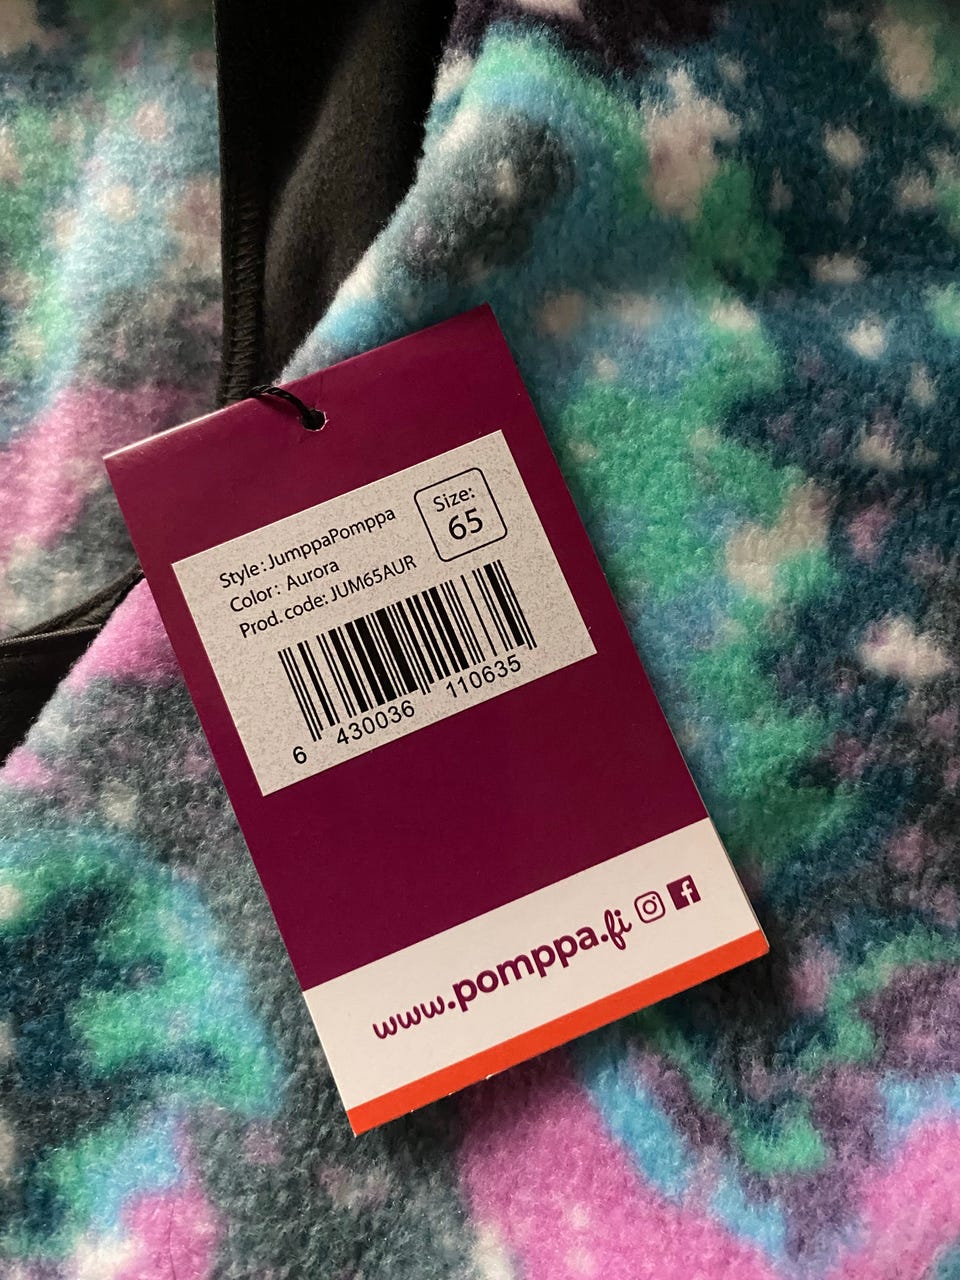 Style: JumppaPomppa
Color: Aurora
Prod. code: JUM65AUR
Size:
65
6 430036 110635
www.pomppa.fi